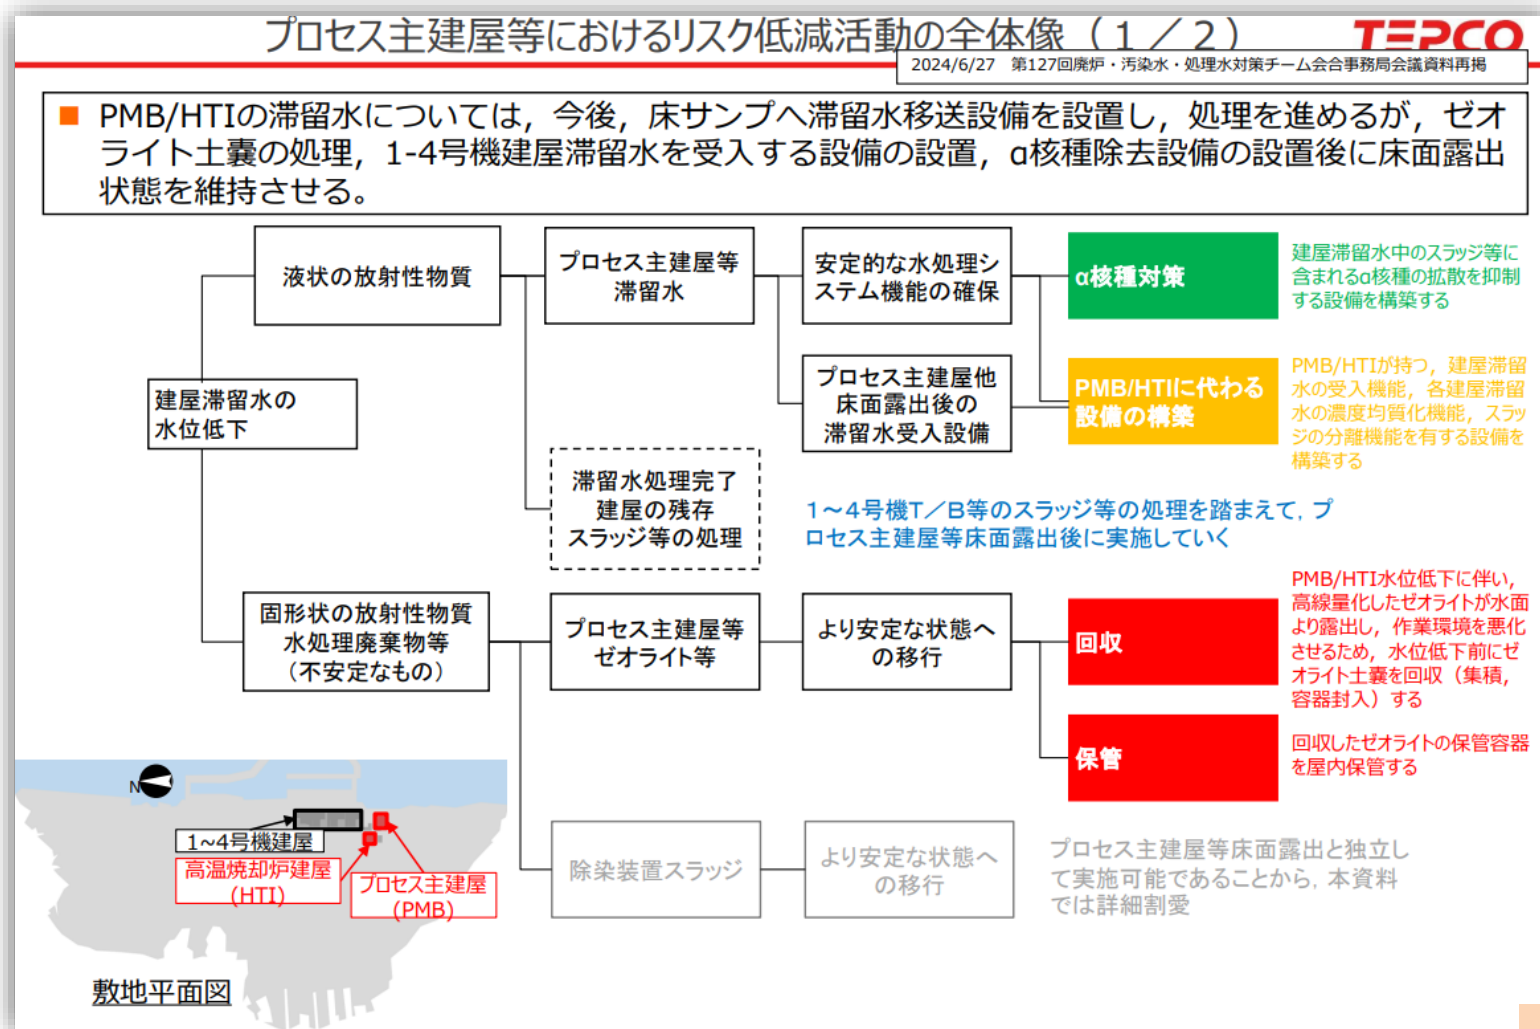 プロセス主建屋等におけるリスク低減活動の全体像（１／２）
TEPCO
2024/6/27　第127回廃炉・汚染水・処理水対策チーム会合事務局会議資料再掲
■ PMB/HTIの滞留水については，今後，床サンプへ滞留水移送設備を設置し，処理を進めるが，ゼオ
ライト土嚢の処理，1-4号機建屋滞留水を受入する設備の設置，α核種除去設備の設置後に床面露出
状態を維持させる。
建屋滞留水の
水位低下
液状の放射性物質
プロセス主建屋等
滞留水
安定的な水処理シ
ステム機能の確保
α核種対策
建屋滞留水中のスラッジ等に
含まれるα核種の拡散を抑制
する設備を構築する
プロセス主建屋他
床面露出後の
滞留水受入設備
PMB/HTIに代わる
設備の構築
PMB/HTIが持つ，建屋滞留
水の受入機能，各建屋滞留
水の濃度均質化機能，スラッ
ジの分離機能を有する設備を
構築する
滞留水処理完了
建屋の残存
スラッジ等の処理
１～４号機T／B等のスラッジ等の処理を踏まえて，プ
ロセス主建屋等床面露出後に実施していく
固形状の放射性物質
水処理廃棄物等
（不安定なもの）
プロセス主建屋等
ゼオライト等
より安定な状態へ
の移行
回収
PMB/HTI水位低下に伴い，
高線量化したゼオライトが水面
より露出し，作業環境を悪化
させるため，水位低下前にゼ
オライト土嚢を回収（集積，
容器封入）する
保管
回収したゼオライトの保管容器
を屋内保管する
除染装置スラッジ
より安定な状態へ
の移行
プロセス主建屋等床面露出と独立し
て実施可能であることから，本資料
では詳細割愛
N
1~4号機建屋
高温焼却炉建屋
(HTI)
プロセス主建屋
(PMB)
敷地平面図